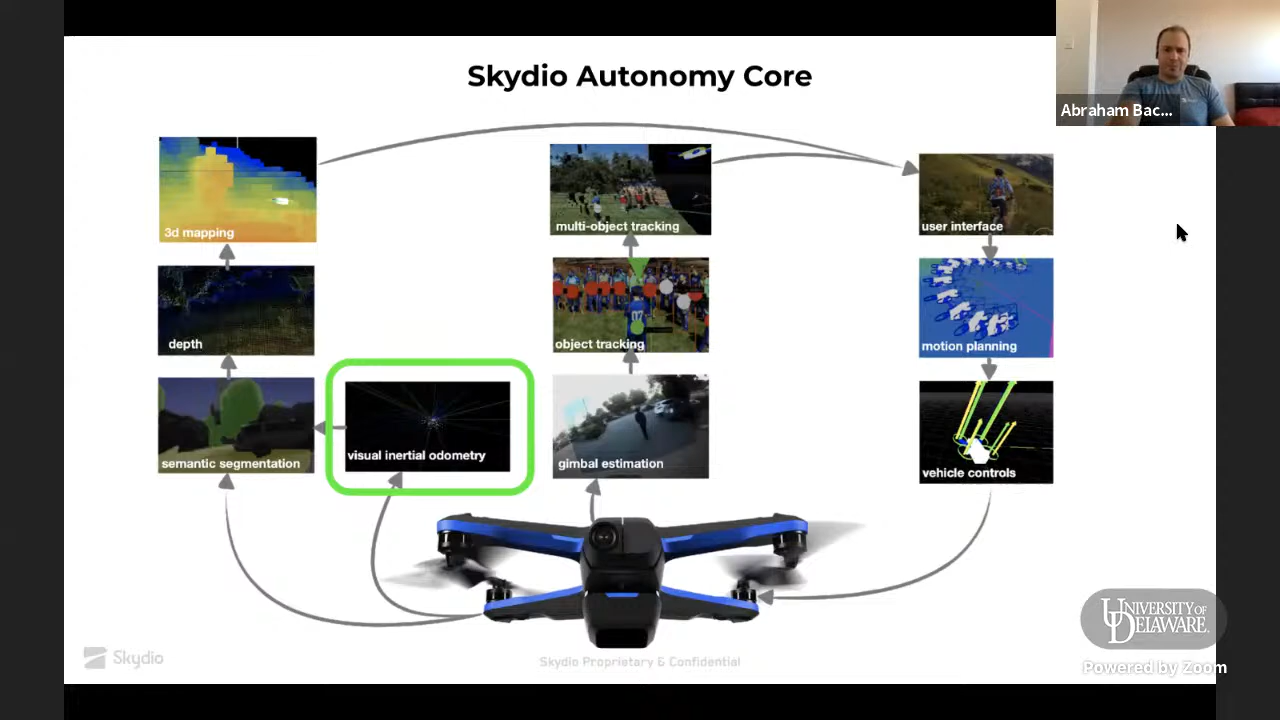 Skydio Autonomy Core
Abraham Bac...
3d mapping
multi-object tracking
user interface
depth
object tracking
07
motion planning
semantic segmentation
visual inertial odometry
gimbal estimation
vehicle controls
Skydio
Skydio Proprietary & Confidential
UNIVERSITY OF
DELAWARE
Powered by Zoom